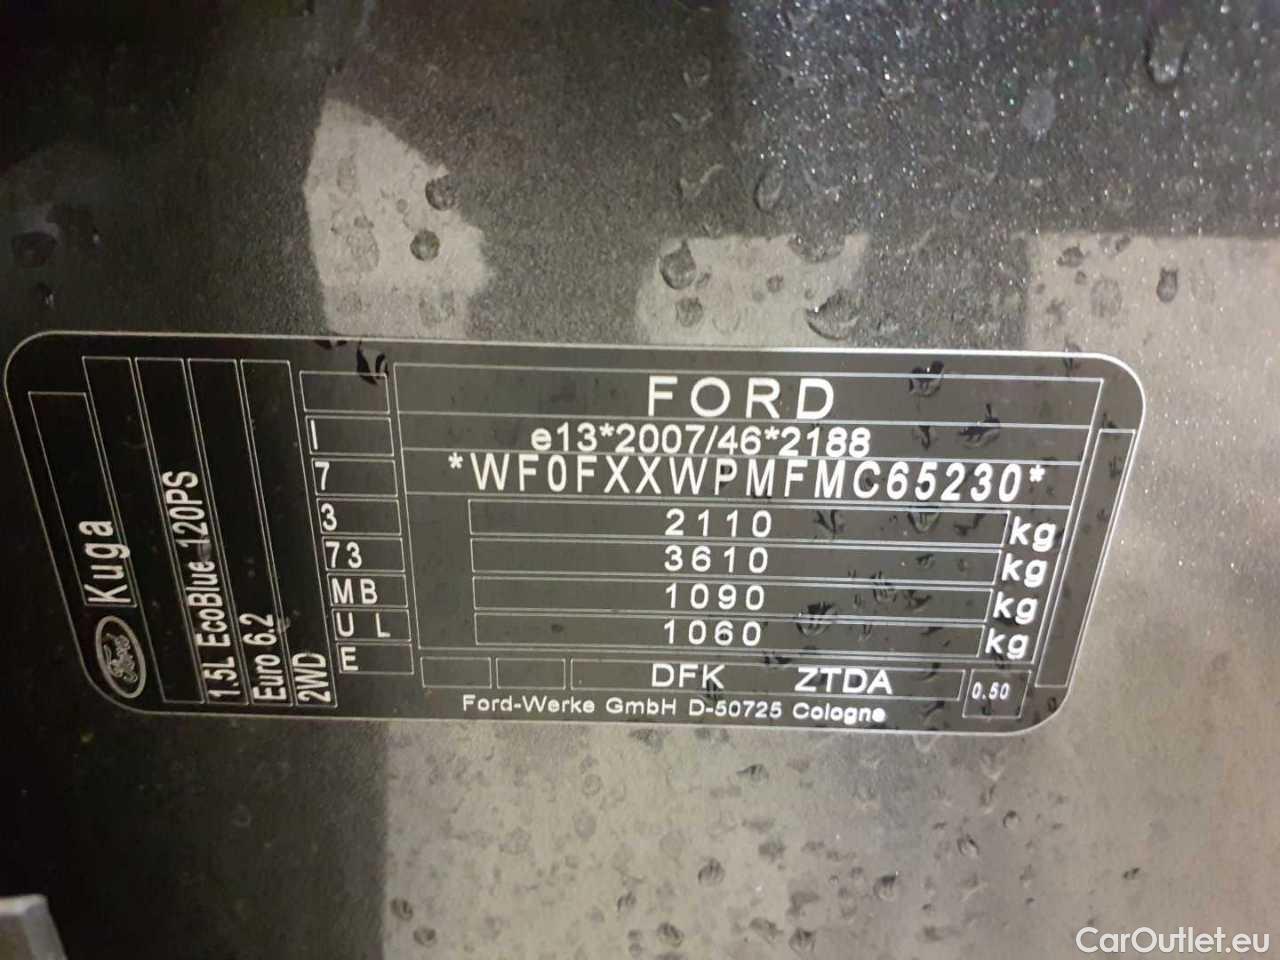 FORD
e13*2007/46*2188
*WF0FXXWPMFMC65230*
2110 kg
3610 kg
1090 kg
1060 kg
DFK ZTDA
0.50
Ford-Werke GmbH D-50725 Cologne
I
7
3
73
MB
U L
E
Ford
Kuga
1.5L EcoBlue 120PS
Euro 6.2
2WD
CarOutlet.eu